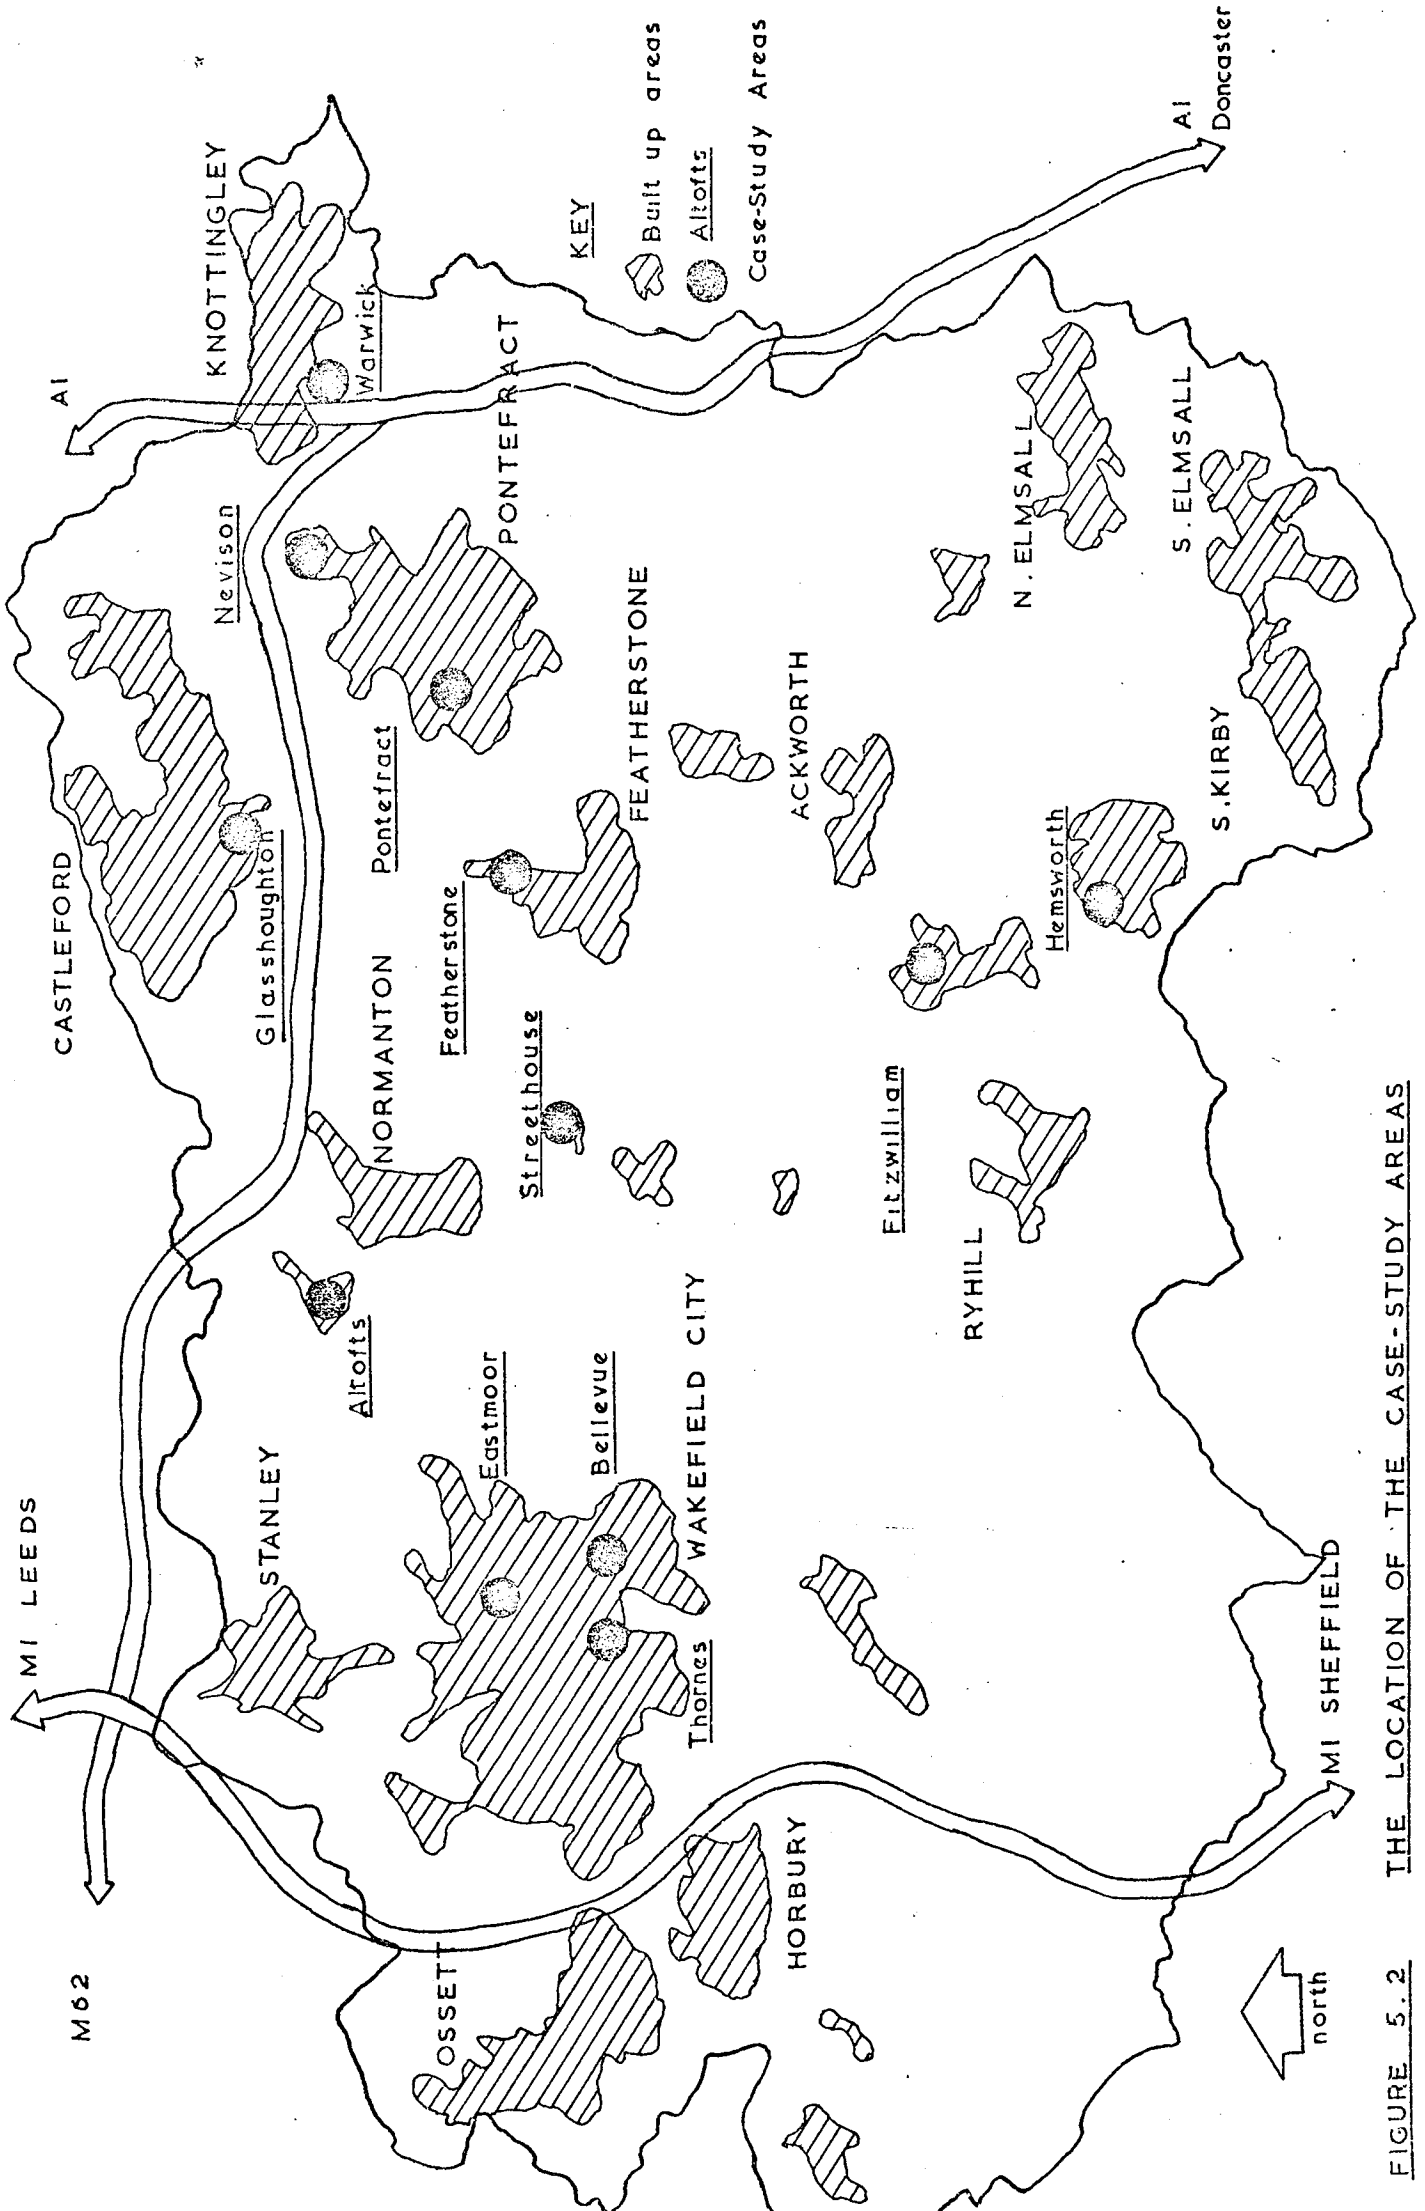 M62
M1 LEEDS
A1
CASTLEFORD
KNOTTINGLEY
Warwick
Nevison
Glasshoughton
STANLEY
Altofts
NORMANTON
Pontefract
PONTEFRACT
OSSETT
Eastmoor
Featherstone
FEATHERSTONE
Streethouse
Bellevue
Thornes
WAKEFIELD CITY
HORBURY
ACKWORTH
Fitzwilliam
RYHILL
Hemsworth
N. ELMSALL
S. ELMSALL
S. KIRBY
A1
Doncaster
M1 SHEFFIELD
KEY
Built up areas
Altofts
Case-Study Areas
north
FIGURE 5.2 THE LOCATION OF THE CASE-STUDY AREAS